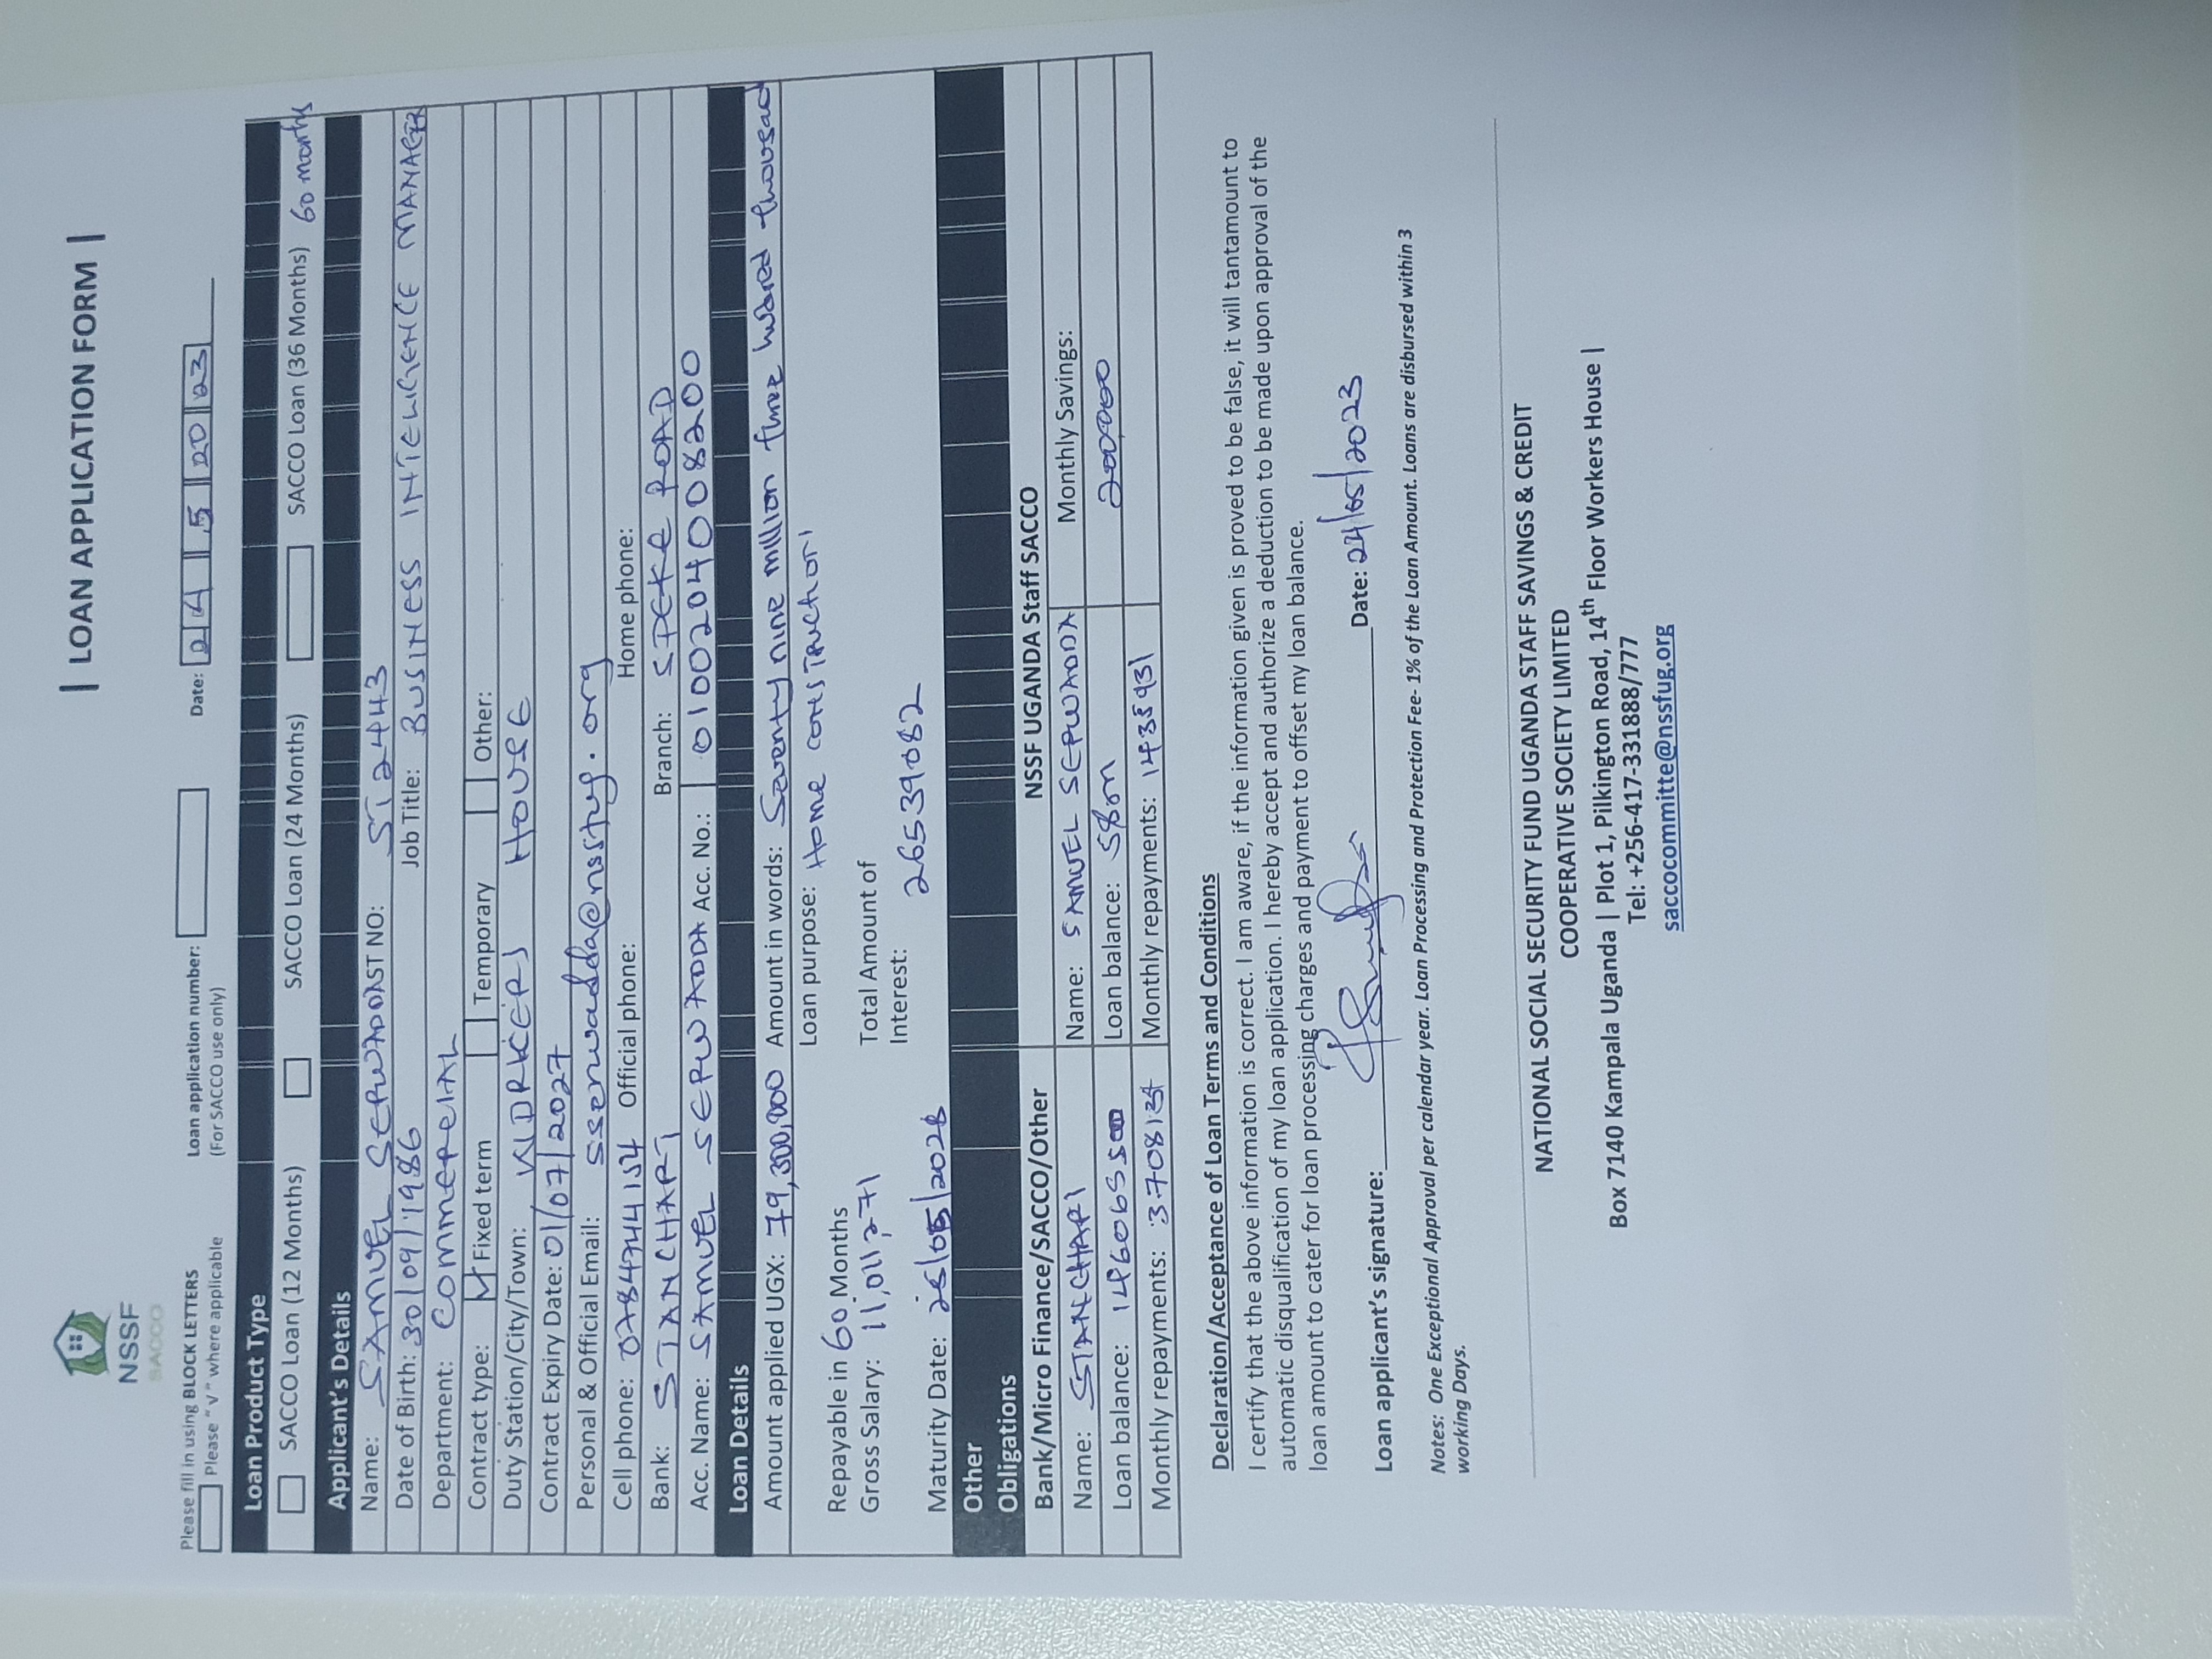 NSSF
SACCO
| LOAN APPLICATION FORM |
Please fill in using BLOCK LETTERS
Please "√" where applicable
Loan application number:
(For SACCO use only)
Date: 24 5 20 23
Loan Product Type
SACCO Loan (12 Months) SACCO Loan (24 Months) SACCO Loan (36 Months) 60 months
Applicant's Details
Name: SAMUEL SERWADDA ST NO: ST2443
Date of Birth: 30/09/1986 Job Title: BUSINESS INTELIGENCE MANAGER
Department: COMMERCIAL
Contract type: Fixed term Temporary Other:
Duty Station/City/Town: HOUSE
Contract Expiry Date: 01/07/2027
Personal & Official Email: sserwadda@nssfug.org
Cell phone: 0784744154 Official phone: Home phone:
Bank: STANCHART Branch: SPEKE ROAD
Acc. Name: SAMUEL SERWADDA Acc. No.: 0100204008200
Loan Details
Amount applied UGX: 79,300,000 Amount in words: Seventy nine million three hundred thousand
Loan purpose: Home construction
Repayable in 60 Months
Gross Salary: 11,011,271
Total Amount of
Interest: 26539082
Maturity Date: 25/05/2028
Other
Obligations
Bank/Micro Finance/SACCO/Other NSSF UGANDA Staff SACCO
Name: STANCHART Name: SAMUEL SERWADDA Monthly Savings:
Loan balance: Loan balance: 58m 200000
Monthly repayments: Monthly repayments: 1435931
Declaration/Acceptance of Loan Terms and Conditions
I certify that the above information is correct. I am aware, if the information given is proved to be false, it will tantamount to
automatic disqualification of my loan application. I hereby accept and authorize a deduction to be made upon approval of the
loan amount to cater for loan processing charges and payment to offset my loan balance.
Loan applicant's signature: Date: 24/05/2023
Notes: One Exceptional Approval per calendar year. Loan Processing and Protection Fee- 1% of the Loan Amount. Loans are disbursed within 3
working Days.
NATIONAL SOCIAL SECURITY FUND UGANDA STAFF SAVINGS & CREDIT
COOPERATIVE SOCIETY LIMITED
Box 7140 Kampala Uganda | Plot 1, Pilkington Road, 14th Floor Workers House |
Tel: +256-417-331888/777
saccocommitte@nssfug.org